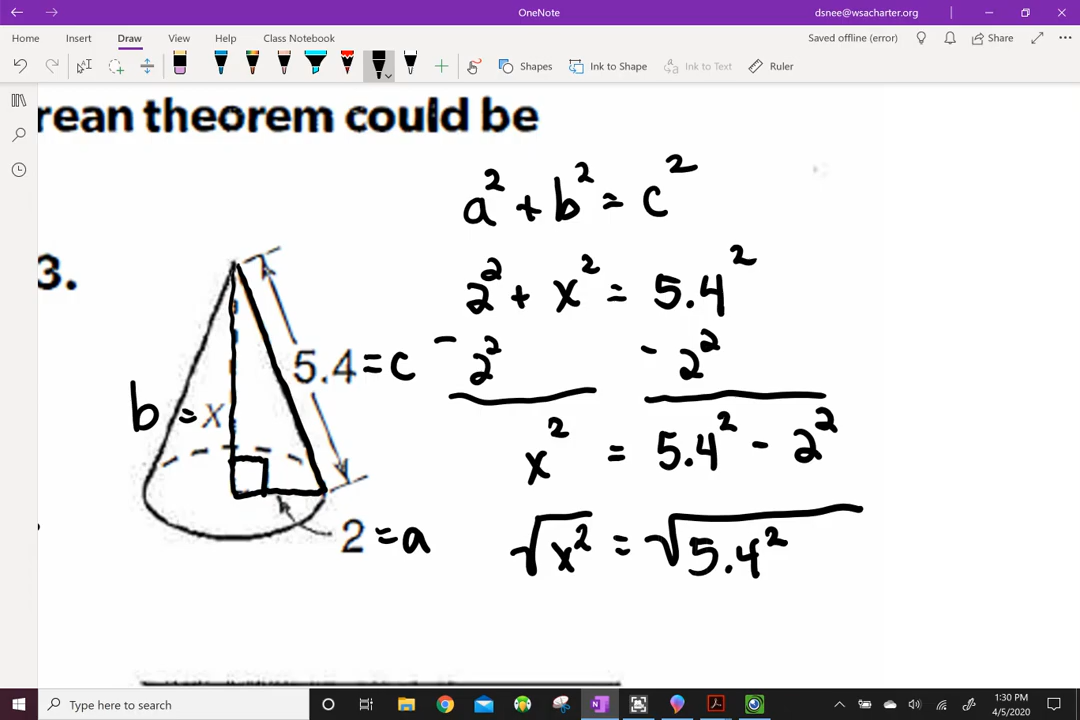 OneNote
dsnee@wsacharter.org
Home Insert Draw View Help Class Notebook
Saved offline (error)
Share
Shapes Ink to Shape Ink to Text Ruler
rean theorem could be
a² + b² = c²
3.
2² + x² = 5.4²
5.4 = c
- 2² - 2²
b = x
x² = 5.4² - 2²
2 = a
√x² = √5.4²
Type here to search
1:30 PM
4/5/2020